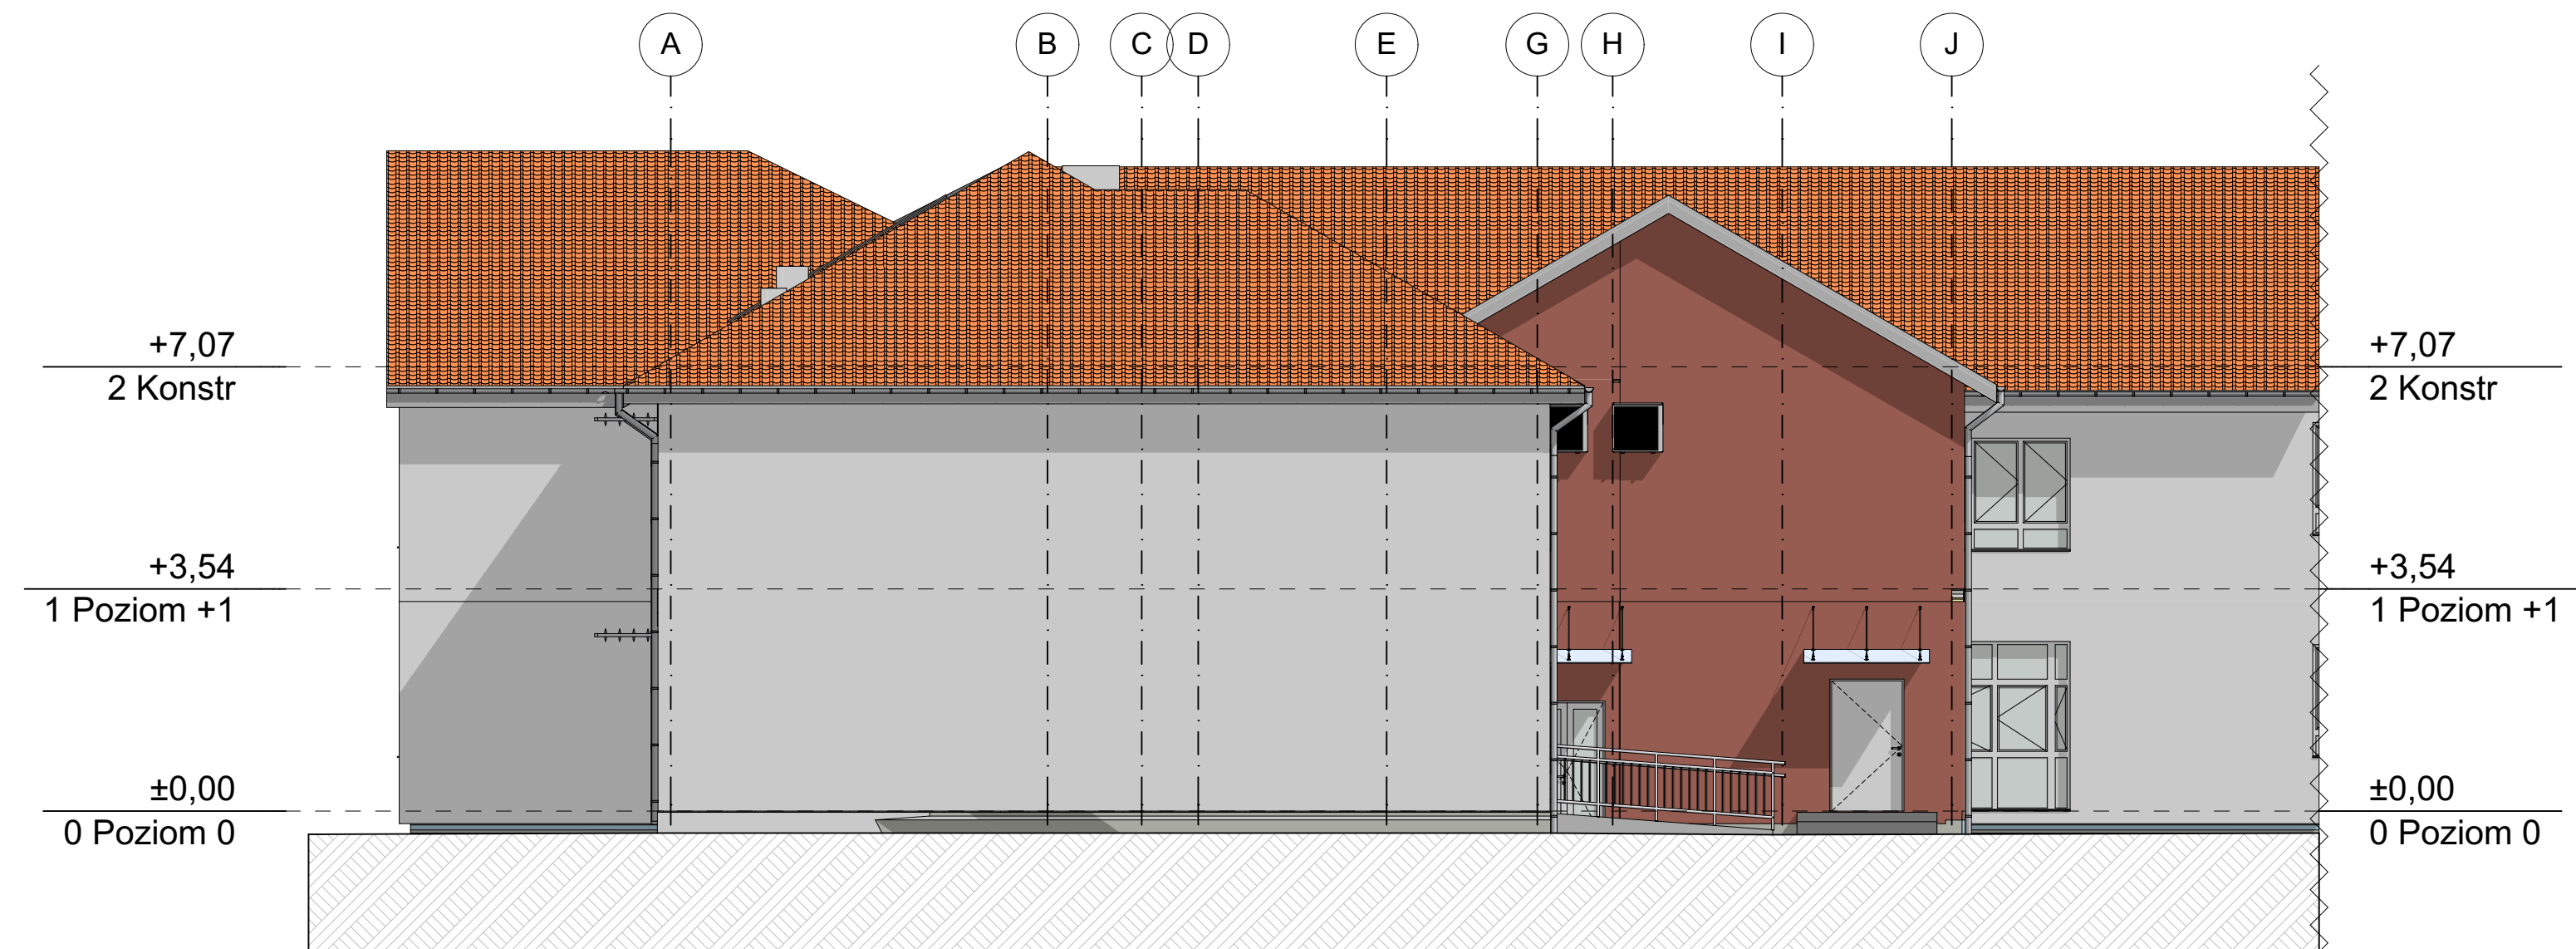 A B C D E G H I J
+7,07 +7,07
2 Konstr 2 Konstr
+3,54 +3,54
1 Poziom +1 1 Poziom +1
±0,00 ±0,00
0 Poziom 0 0 Poziom 0